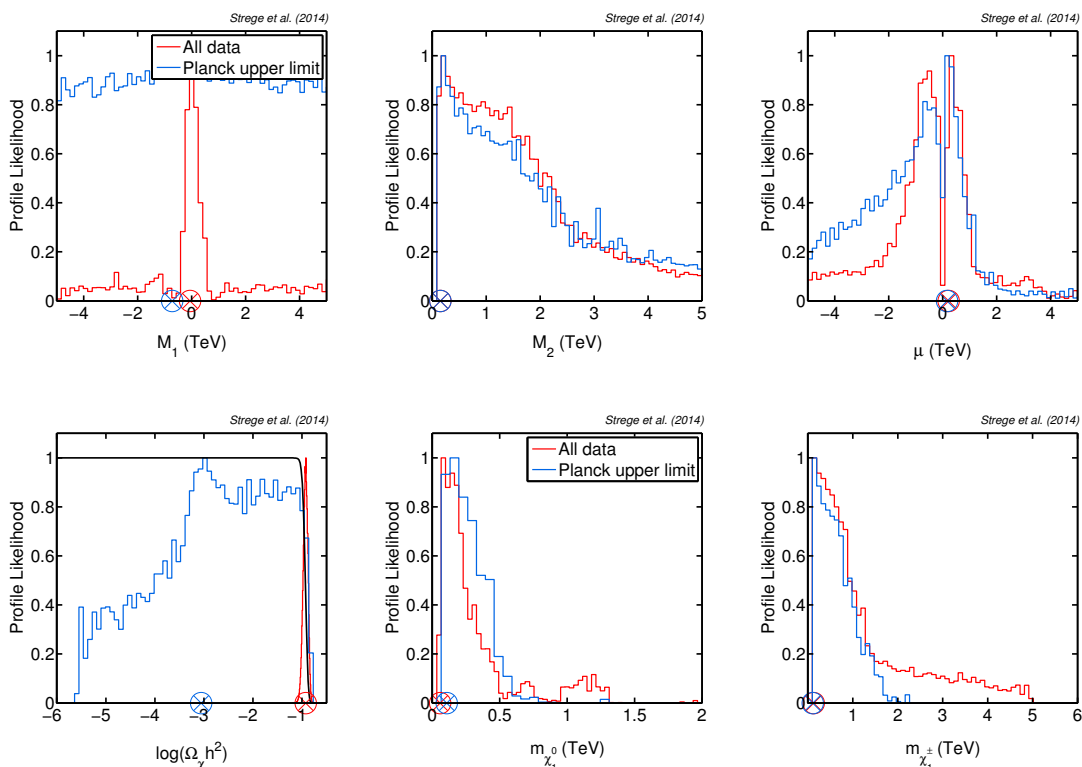 Strege et al. (2014)
All data
Planck upper limit
Profile Likelihood
1
0.8
0.6
0.4
0.2
0
−4 −2 0 2 4
M_1 (TeV)
Strege et al. (2014)
Profile Likelihood
1
0.8
0.6
0.4
0.2
0
0 1 2 3 4 5
M_2 (TeV)
Strege et al. (2014)
Profile Likelihood
1
0.8
0.6
0.4
0.2
0
−4 −2 0 2 4
μ (TeV)
Strege et al. (2014)
Profile Likelihood
1
0.8
0.6
0.4
0.2
0
−6 −5 −4 −3 −2 −1
log(Ω_χ h²)
Strege et al. (2014)
All data
Planck upper limit
Profile Likelihood
1
0.8
0.6
0.4
0.2
0
0 0.5 1 1.5 2
m_χ₁⁰ (TeV)
Strege et al. (2014)
Profile Likelihood
1
0.8
0.6
0.4
0.2
0
0 1 2 3 4 5 6
m_χ₁± (TeV)